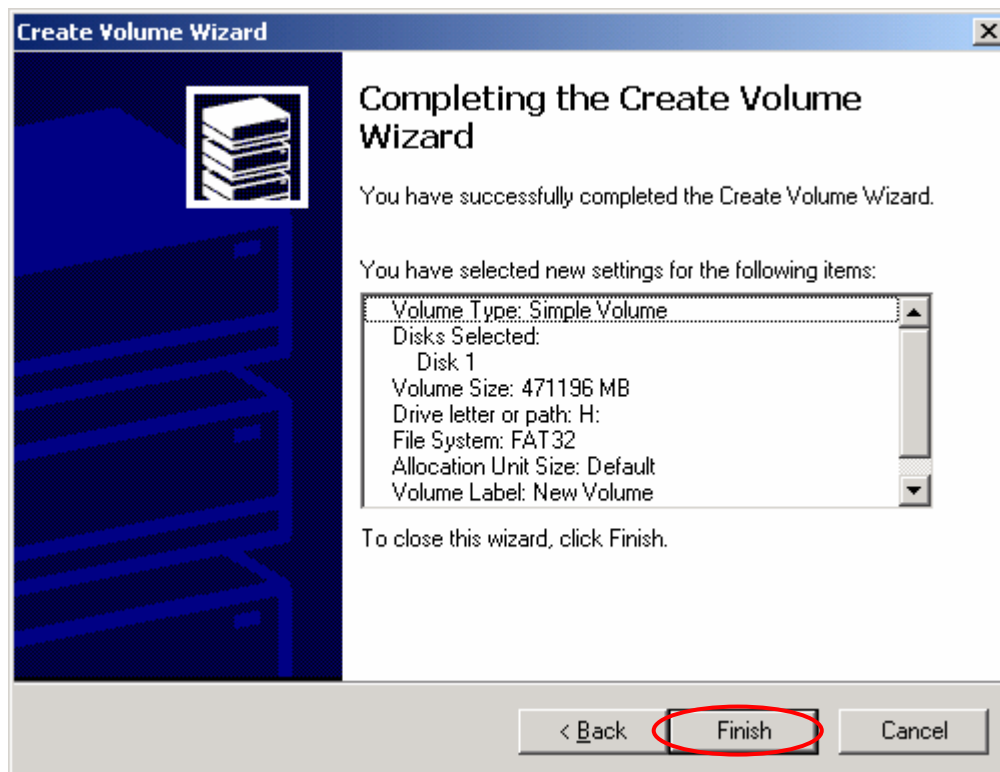 Create Volume Wizard
Completing the Create Volume
Wizard
You have successfully completed the Create Volume Wizard.
You have selected new settings for the following items:
Volume Type: Simple Volume
Disks Selected:
Disk 1
Volume Size: 471196 MB
Drive letter or path: H:
File System: FAT32
Allocation Unit Size: Default
Volume Label: New Volume
To close this wizard, click Finish.
< Back Finish Cancel